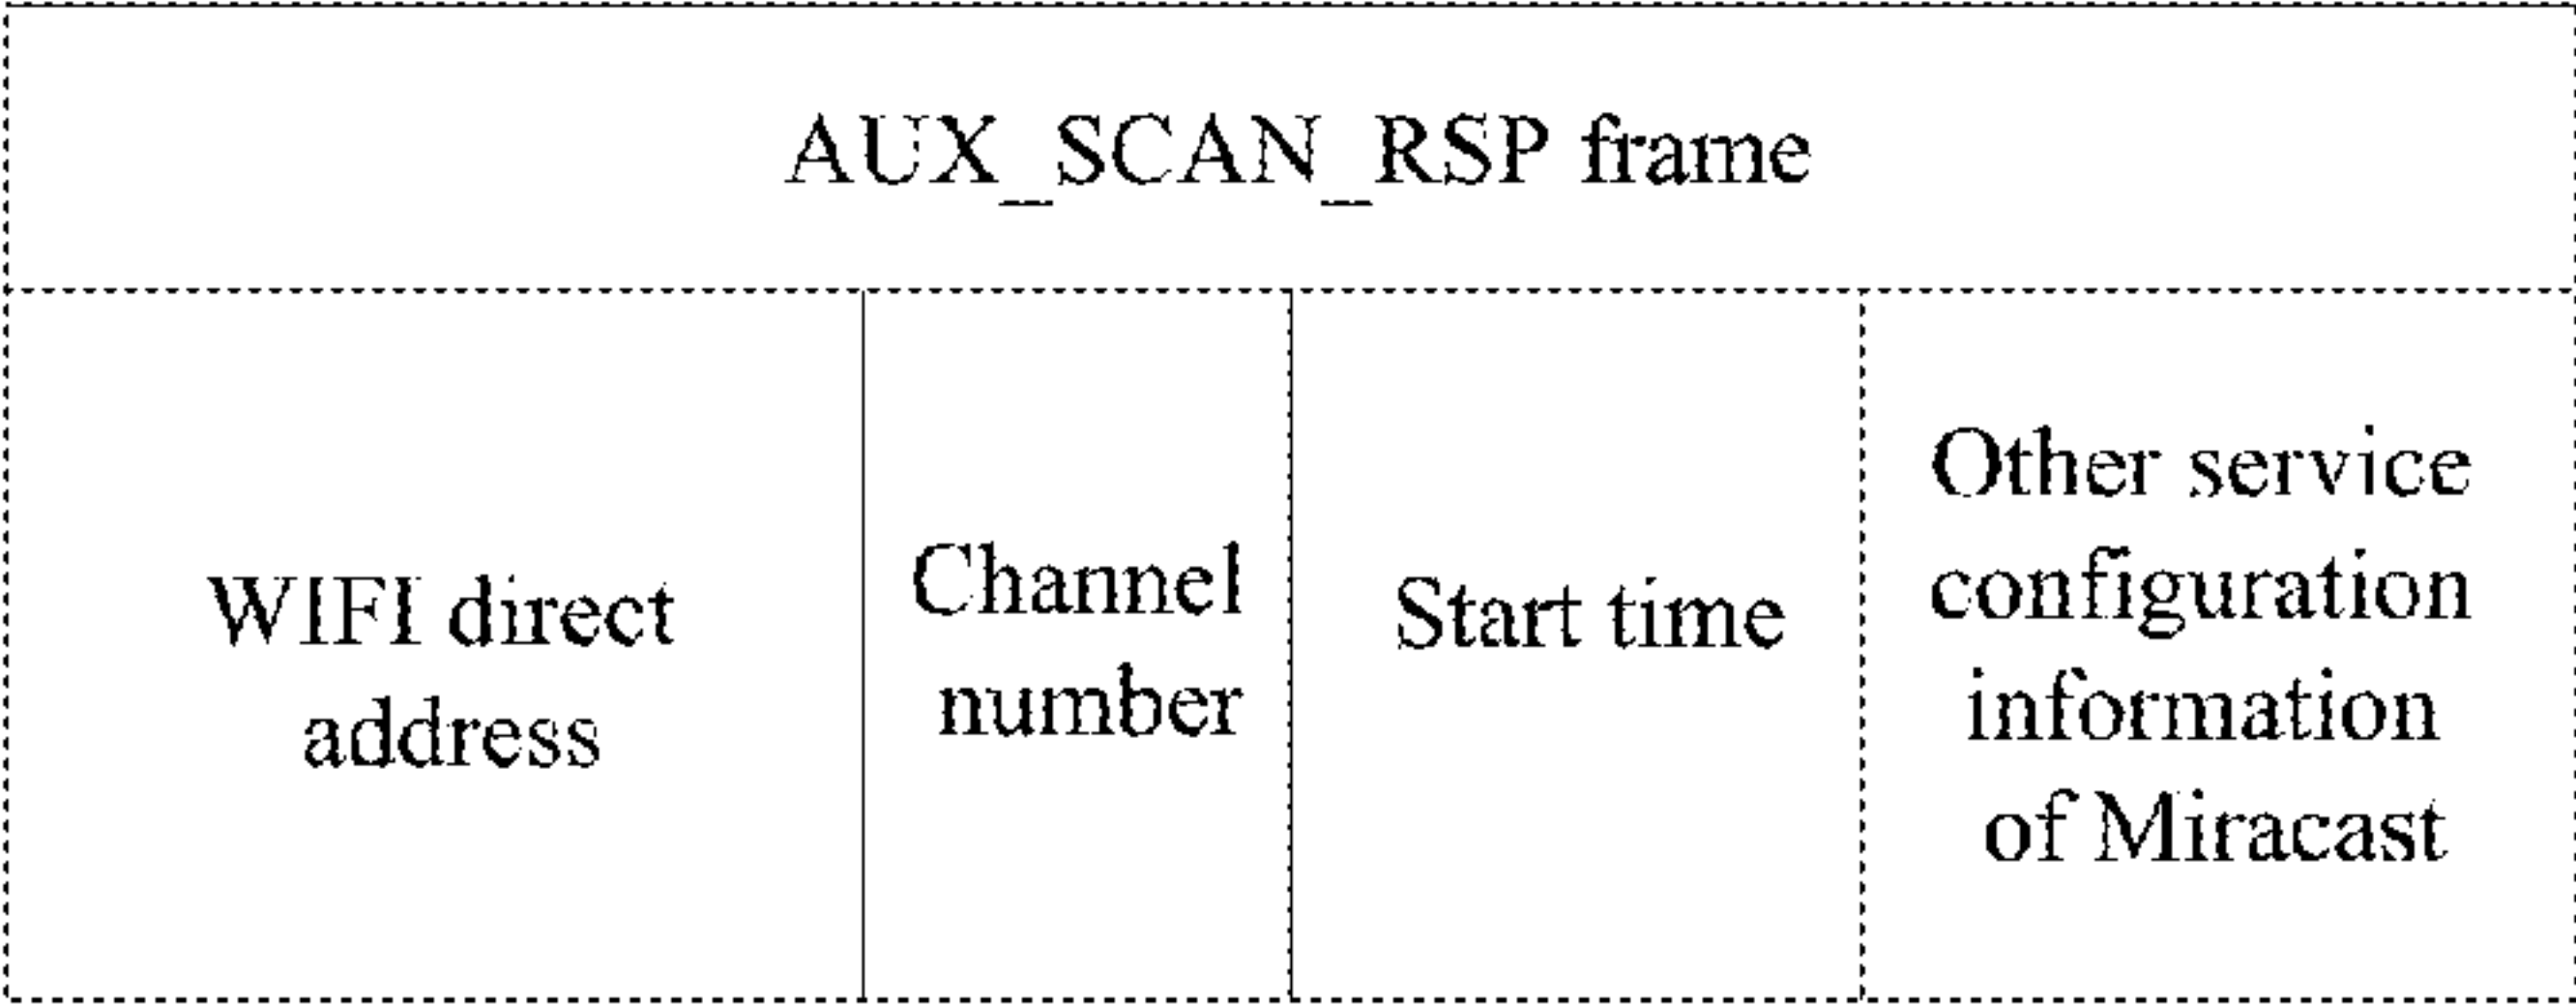 AUX_SCAN_RSP frame
WIFI direct
address
Channel
number
Start time
Other service
configuration
information
of Miracast